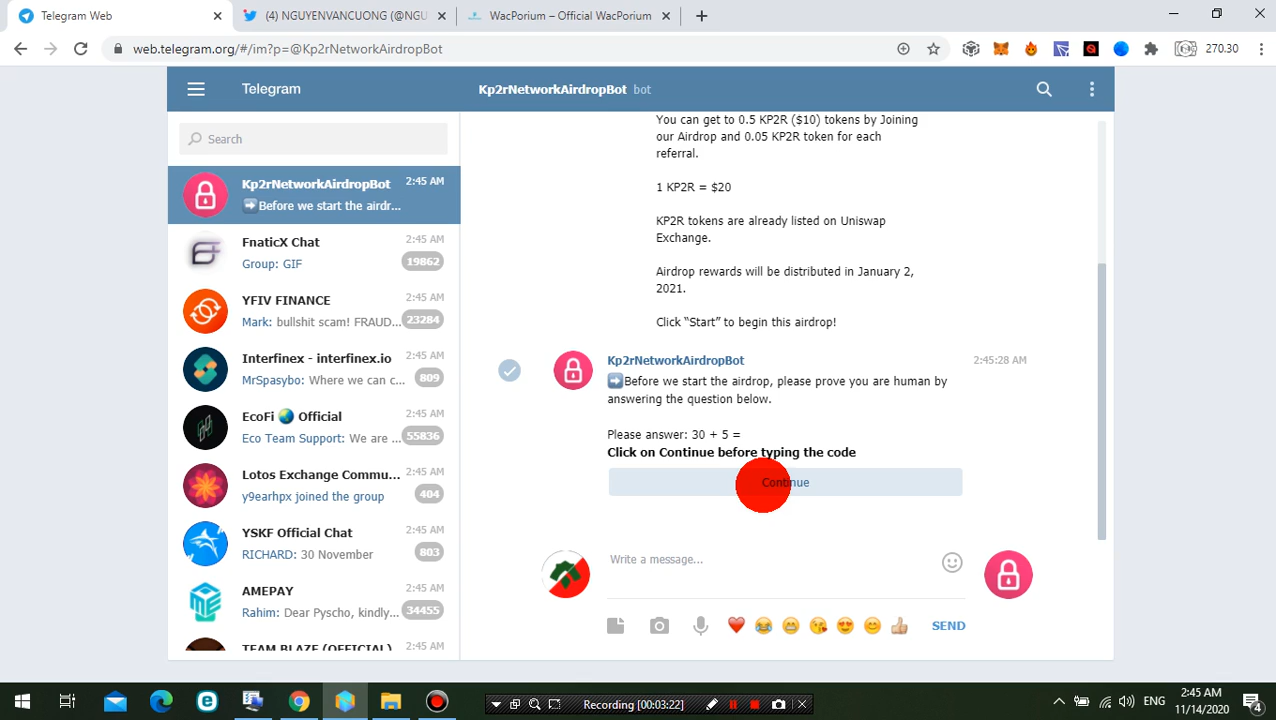 Telegram Web
(4) NGUYENVANCUONG (@NGU
WacPorium – Official WacPorium
web.telegram.org/#/im?p=@Kp2rNetworkAirdropBot
270.30
Telegram
Kp2rNetworkAirdropBot bot
Search
Kp2rNetworkAirdropBot 2:45 AM
➡Before we start the airdr...
FnaticX Chat 2:45 AM
Group: GIF 19862
YFIV FINANCE 2:45 AM
Mark: bullshit scam! FRAUD... 23284
Interfinex - interfinex.io 2:45 AM
MrSpasybo: Where we can c... 809
EcoFi 🌏 Official 2:45 AM
Eco Team Support: We are ... 55836
Lotos Exchange Commu... 2:45 AM
y9earhpx joined the group 404
YSKF Official Chat 2:45 AM
RICHARD: 30 November 803
AMEPAY 2:45 AM
Rahim: Dear Pyscho, kindly... 34455
TEAM BLAZE (OFFICIAL) 2:45 AM
You can get to 0.5 KP2R ($10) tokens by Joining
our Airdrop and 0.05 KP2R token for each
referral.
1 KP2R = $20
KP2R tokens are already listed on Uniswap
Exchange.
Airdrop rewards will be distributed in January 2,
2021.
Click “Start” to begin this airdrop!
Kp2rNetworkAirdropBot 2:45:28 AM
➡Before we start the airdrop, please prove you are human by
answering the question below.
Please answer: 30 + 5 =
Click on Continue before typing the code
Continue
Write a message...
SEND
Recording [00:03:22]
ENG
2:45 AM
11/14/2020
4